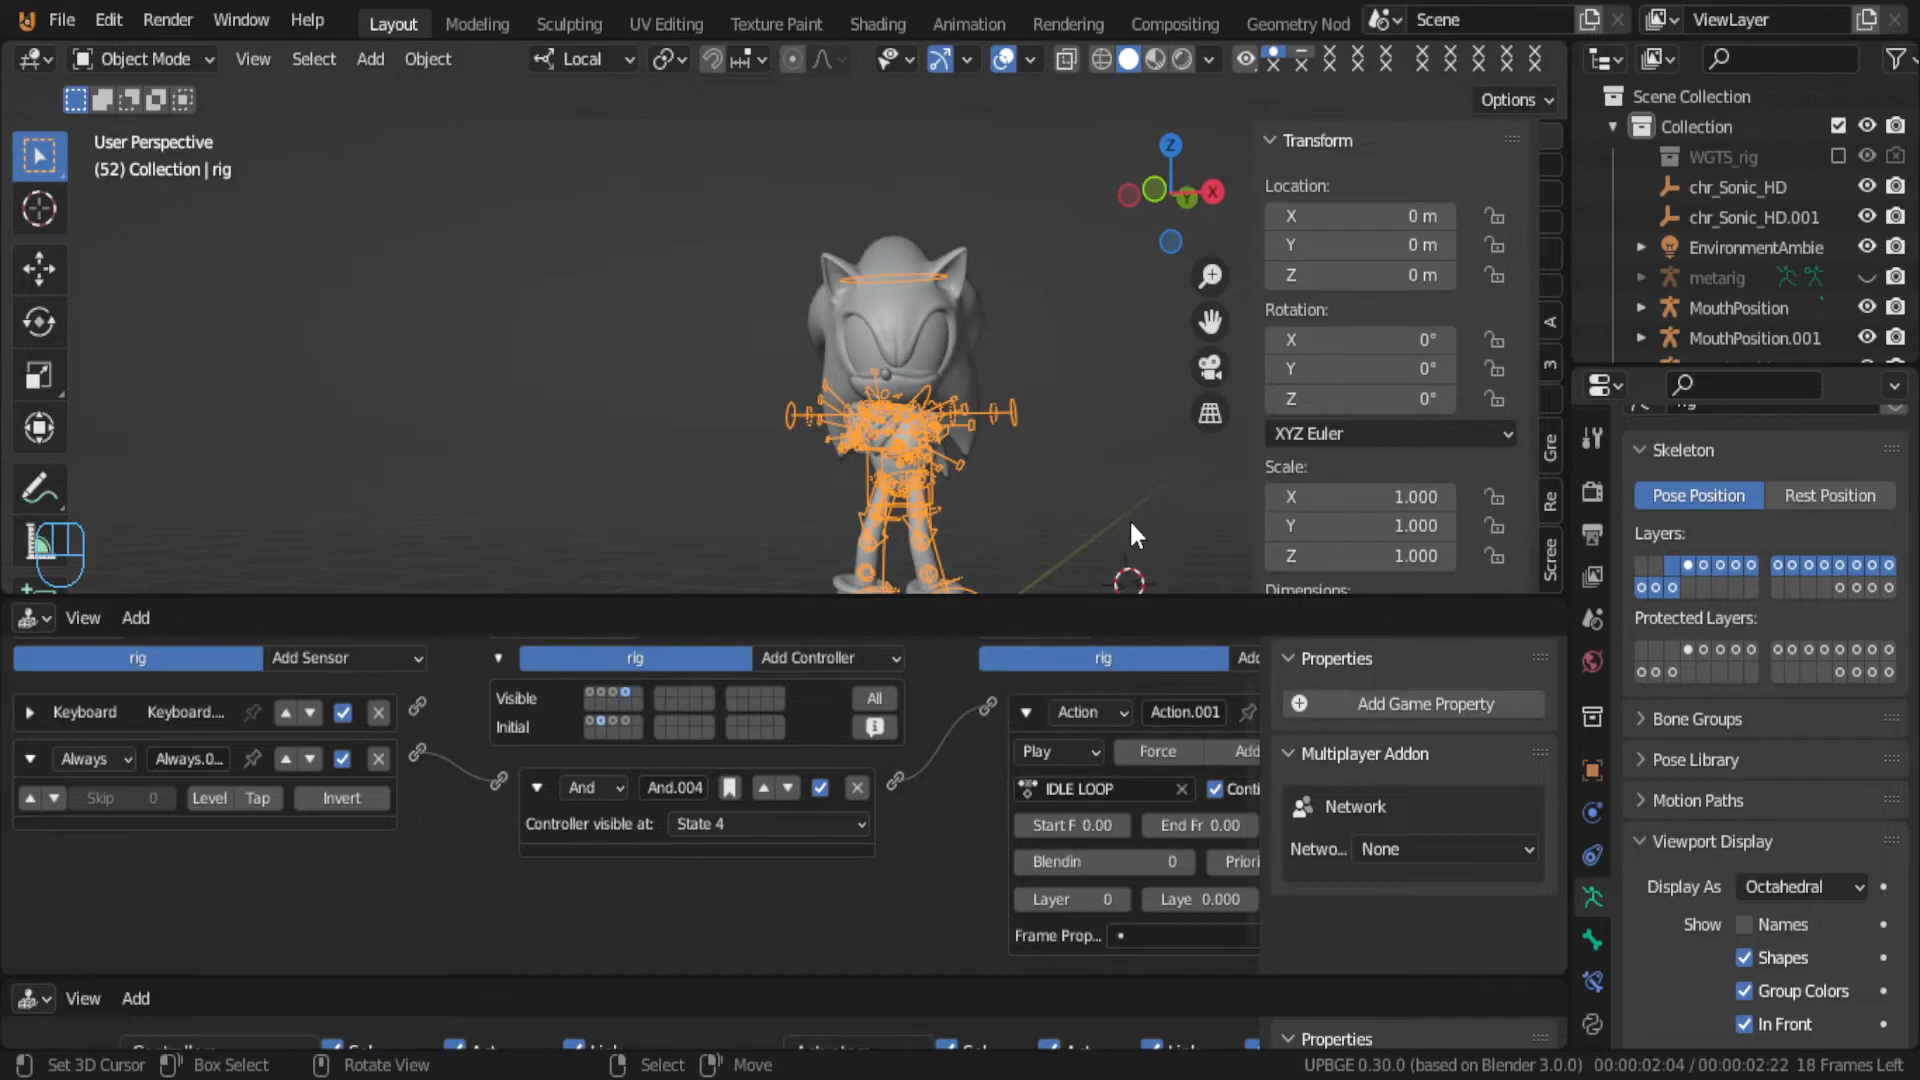 File Edit Render Window Help Layout Modeling Sculpting UV Editing Texture Paint Shading Animation Rendering Compositing Geometry Nod Scene ViewLayer
Object Mode View Select Add Object Local
Options
User Perspective
(52) Collection | rig
Z
X
Y
Transform
Location:
X 0 m
Y 0 m
Z 0 m
Rotation:
X 0°
Y 0°
Z 0°
XYZ Euler
Scale:
X 1.000
Y 1.000
Z 1.000
Dimensions:
A
3
Gre
Re
Scree
Scene Collection
Collection
WGTS_rig
chr_Sonic_HD
chr_Sonic_HD.001
EnvironmentAmbie
metarig
MouthPosition
MouthPosition.001
Skeleton
Pose Position Rest Position
Layers:
Protected Layers:
Bone Groups
Pose Library
Motion Paths
Viewport Display
Display As Octahedral
Show Names
Shapes
Group Colors
In Front
View Add
rig Add Sensor
rig Add Controller
rig Add
Keyboard Keyboard....
Always Always.0...
Skip 0 Level Tap Invert
Visible All
Initial
And And.004
Controller visible at: State 4
Action Action.001
Play Force Add
IDLE LOOP Conti
Start F 0.00 End Fr 0.00
Blendin 0 Priori
Layer 0 Laye 0.000
Frame Prop...
Properties
Add Game Property
Multiplayer Addon
Network
Netwo... None
View Add
Properties
Set 3D Cursor Box Select Rotate View Select Move UPBGE 0.30.0 (based on Blender 3.0.0) 00:00:02:04 / 00:00:02:22 18 Frames Left